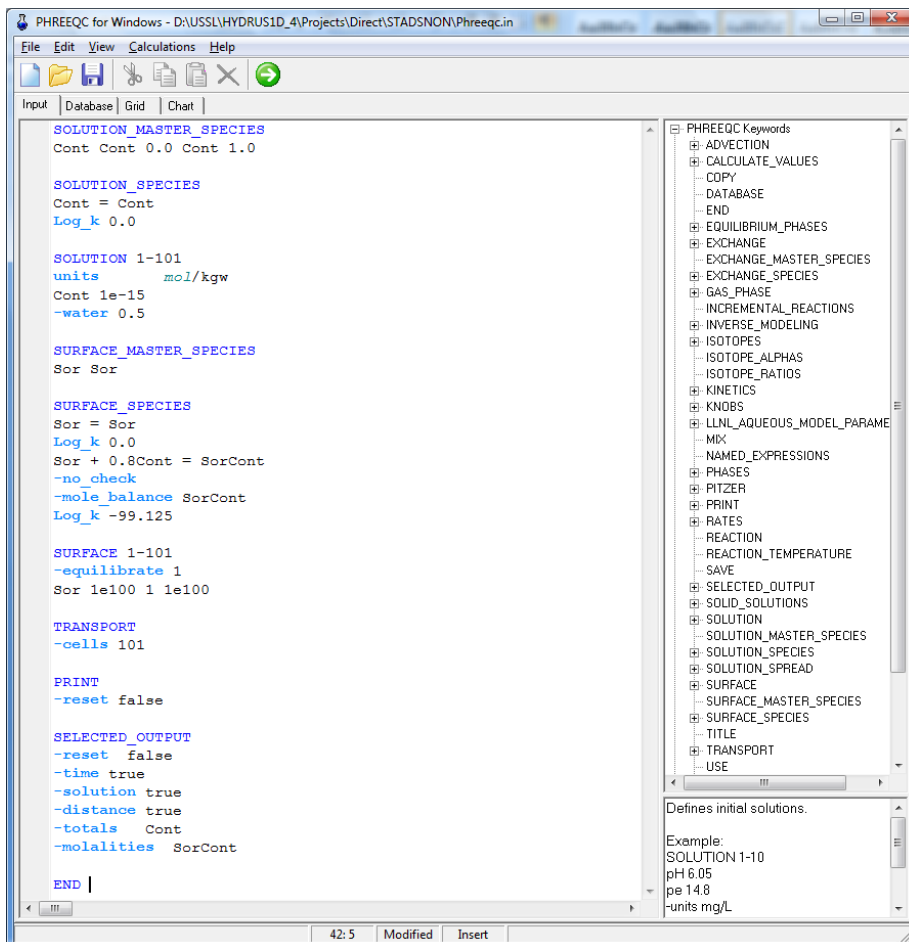 PHREEQC for Windows - D:\USSL\HYDRUS1D_4\Projects\Direct\STADSNON\Phreeqc.in
File Edit View Calculations Help
Input Database Grid Chart
SOLUTION_MASTER_SPECIES
Cont Cont 0.0 Cont 1.0
SOLUTION_SPECIES
Cont = Cont
Log_k 0.0
SOLUTION 1-101
units mol/kgw
Cont 1e-15
-water 0.5
SURFACE_MASTER_SPECIES
Sor Sor
SURFACE_SPECIES
Sor = Sor
Log_k 0.0
Sor + 0.8Cont = SorCont
-no_check
-mole_balance SorCont
Log_k -99.125
SURFACE 1-101
-equilibrate 1
Sor 1e100 1 1e100
TRANSPORT
-cells 101
PRINT
-reset false
SELECTED_OUTPUT
-reset false
-time true
-solution true
-distance true
-totals Cont
-molalities SorCont
END
PHREEQC Keywords
ADVECTION
CALCULATE_VALUES
COPY
DATABASE
END
EQUILIBRIUM_PHASES
EXCHANGE
EXCHANGE_MASTER_SPECIES
EXCHANGE_SPECIES
GAS_PHASE
INCREMENTAL_REACTIONS
INVERSE_MODELING
ISOTOPES
ISOTOPE_ALPHAS
ISOTOPE_RATIOS
KINETICS
KNOBS
LLNL_AQUEOUS_MODEL_PARAME
MIX
NAMED_EXPRESSIONS
PHASES
PITZER
PRINT
RATES
REACTION
REACTION_TEMPERATURE
SAVE
SELECTED_OUTPUT
SOLID_SOLUTIONS
SOLUTION
SOLUTION_MASTER_SPECIES
SOLUTION_SPECIES
SOLUTION_SPREAD
SURFACE
SURFACE_MASTER_SPECIES
SURFACE_SPECIES
TITLE
TRANSPORT
USE
Defines initial solutions.
Example:
SOLUTION 1-10
pH 6.05
pe 14.8
-units mg/L
42: 5 Modified Insert